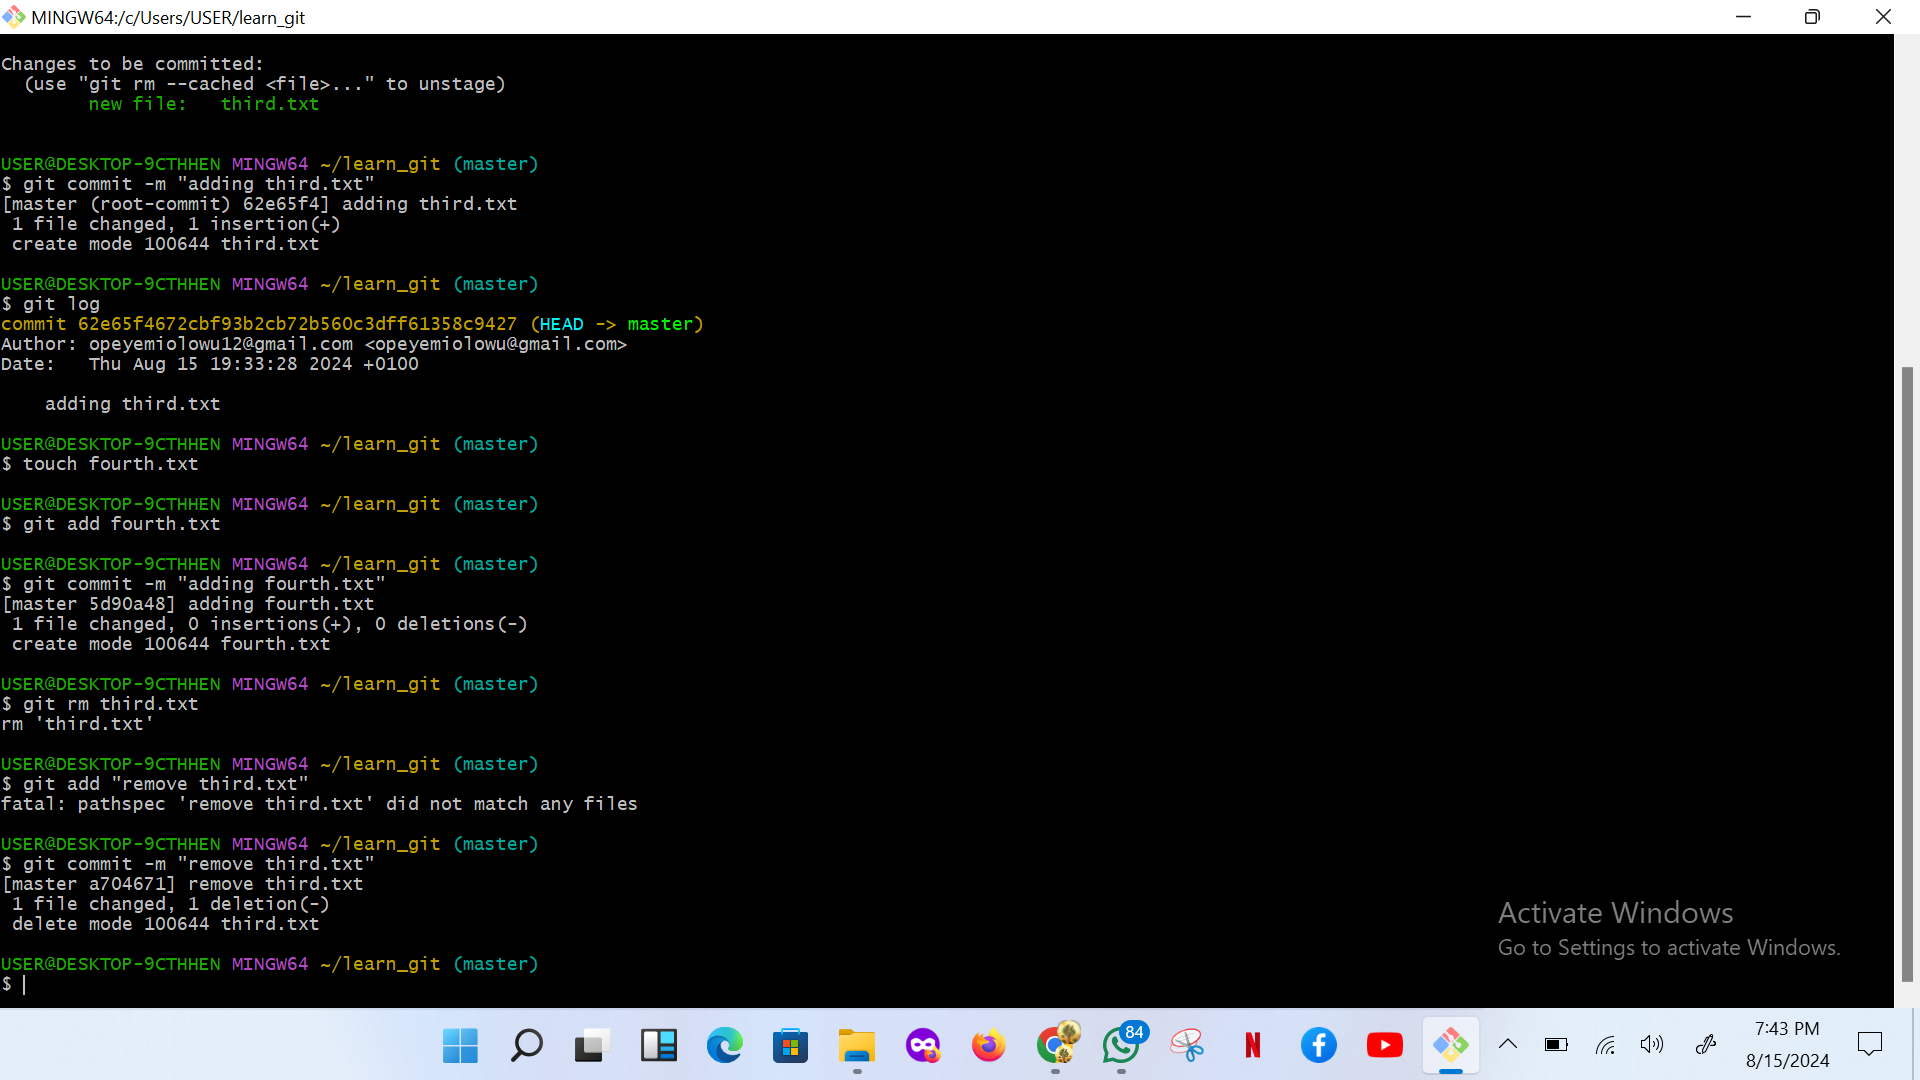 MINGW64:/c/Users/USER/learn_git
Changes to be committed:
  (use "git rm --cached <file>..." to unstage)
        new file:   third.txt
USER@DESKTOP-9CTHHEN MINGW64 ~/learn_git (master)
$ git commit -m "adding third.txt"
[master (root-commit) 62e65f4] adding third.txt
 1 file changed, 1 insertion(+)
 create mode 100644 third.txt
USER@DESKTOP-9CTHHEN MINGW64 ~/learn_git (master)
$ git log
commit 62e65f4672cbf93b2cb72b560c3dff61358c9427 (HEAD -> master)
Author: opeyemiolowu12@gmail.com <opeyemiolowu@gmail.com>
Date:   Thu Aug 15 19:33:28 2024 +0100
    adding third.txt
USER@DESKTOP-9CTHHEN MINGW64 ~/learn_git (master)
$ touch fourth.txt
USER@DESKTOP-9CTHHEN MINGW64 ~/learn_git (master)
$ git add fourth.txt
USER@DESKTOP-9CTHHEN MINGW64 ~/learn_git (master)
$ git commit -m "adding fourth.txt"
[master 5d90a48] adding fourth.txt
 1 file changed, 0 insertions(+), 0 deletions(-)
 create mode 100644 fourth.txt
USER@DESKTOP-9CTHHEN MINGW64 ~/learn_git (master)
$ git rm third.txt
rm 'third.txt'
USER@DESKTOP-9CTHHEN MINGW64 ~/learn_git (master)
$ git add "remove third.txt"
fatal: pathspec 'remove third.txt' did not match any files
USER@DESKTOP-9CTHHEN MINGW64 ~/learn_git (master)
$ git commit -m "remove third.txt"
[master a704671] remove third.txt
 1 file changed, 1 deletion(-)
 delete mode 100644 third.txt
USER@DESKTOP-9CTHHEN MINGW64 ~/learn_git (master)
$
Activate Windows
Go to Settings to activate Windows.
84
N
7:43 PM
8/15/2024